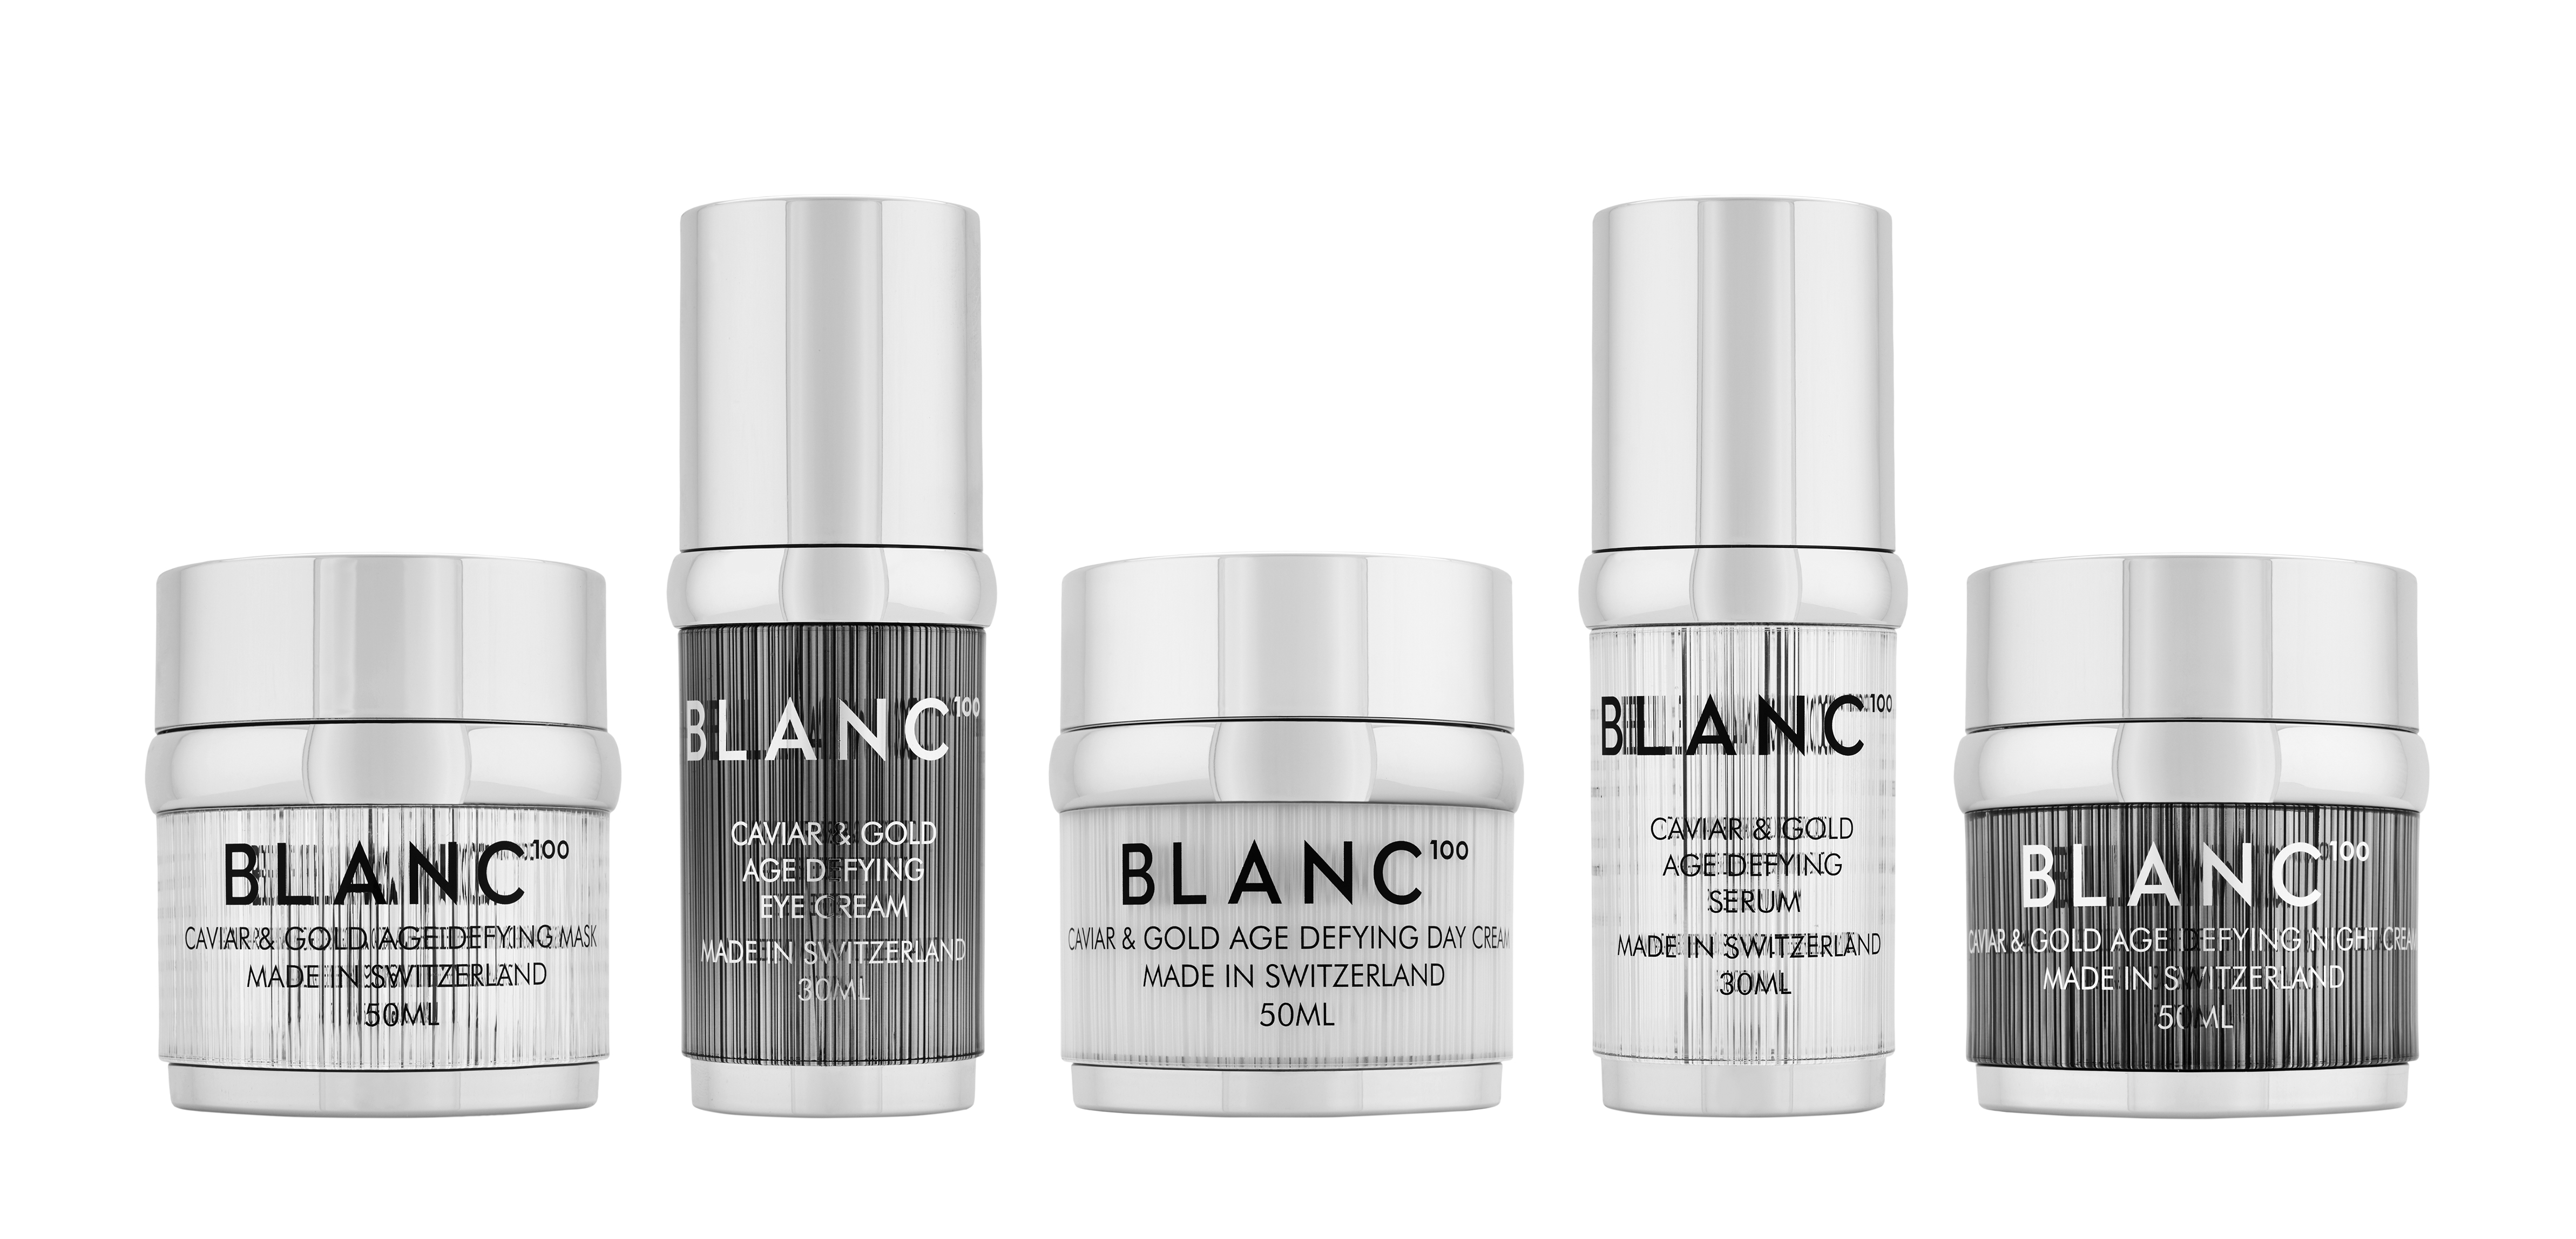 BLANC100
CAVIAR & GOLD AGE DEFYING MASK
MADE IN SWITZERLAND
50ML
BLANC100
CAVIAR & GOLD
AGE DEFYING
EYE CREAM
MADE IN SWITZERLAND
30ML
BLANC100
CAVIAR & GOLD AGE DEFYING DAY CREAM
MADE IN SWITZERLAND
50ML
BLANC100
CAVIAR & GOLD
AGE DEFYING
SERUM
MADE IN SWITZERLAND
30ML
BLANC100
CAVIAR & GOLD AGE DEFYING NIGHT CREAM
MADE IN SWITZERLAND
50ML